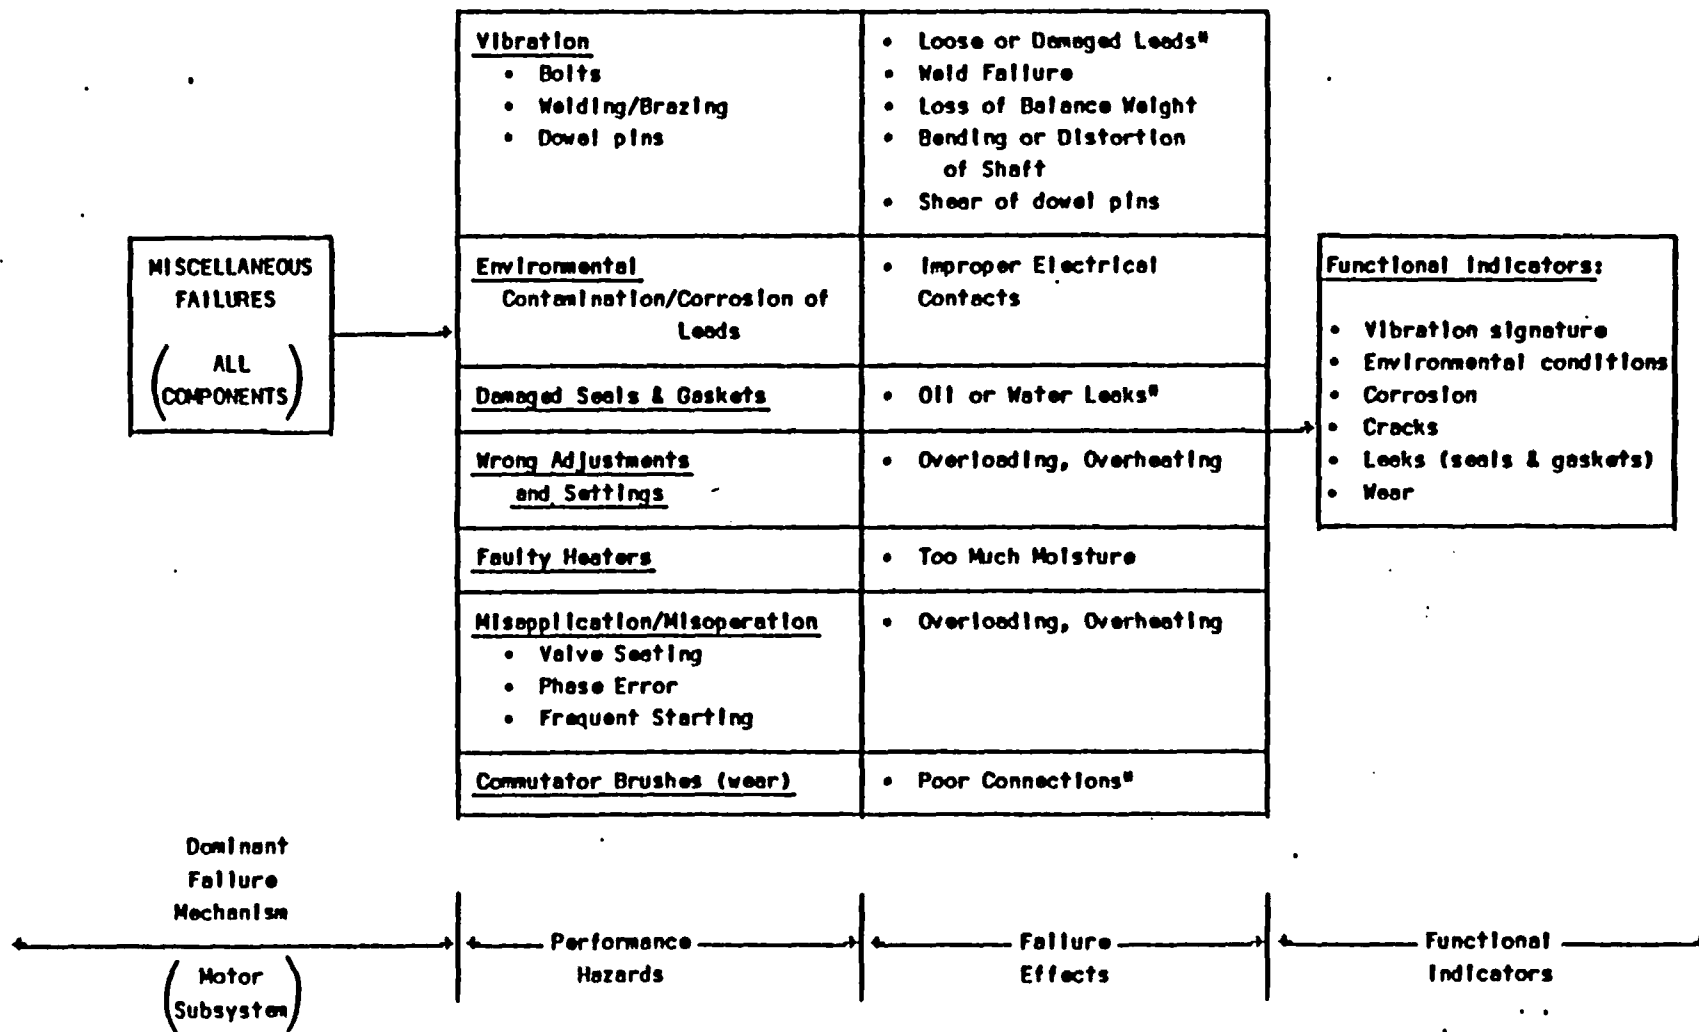 Vibration
• Bolts
• Welding/Brazing
• Dowel pins
• Loose or Damaged Leads*
• Weld Failure
• Loss of Balance Weight
• Bending or Distortion
of Shaft
• Shear of dowel pins
MISCELLANEOUS
FAILURES
(ALL
COMPONENTS)
Environmental
Contamination/Corrosion of
Leads
• Improper Electrical
Contacts
Damaged Seals & Gaskets
• Oil or Water Leaks*
Wrong Adjustments
and Settings
• Overloading, Overheating
Faulty Heaters
• Too Much Moisture
Misapplication/Misoperation
• Valve Seating
• Phase Error
• Frequent Starting
• Overloading, Overheating
Commutator Brushes (wear)
• Poor Connections*
Functional Indicators:
• Vibration signature
• Environmental conditions
• Corrosion
• Cracks
• Leaks (seals & gaskets)
• Wear
Dominant
Failure
Mechanism
(Motor
Subsystem)
Performance
Hazards
Failure
Effects
Functional
Indicators